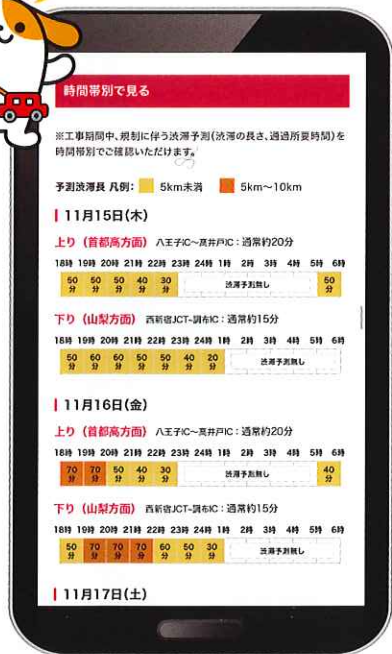 時間帯別で見る
※工事期間中、規制に伴う渋滞予測(渋滞の長さ、通過所要時間)を
時間帯別でご確認いただけます。
予測渋滞長 凡例: 5km未満 5km〜10km
11月15日(木)
上り（首都高方面） 八王子IC〜高井戸IC：通常約20分
18時 19時 20時 21時 22時 23時 24時 1時 2時 3時 4時 5時 6時
50分 50分 50分 40分 30分 渋滞予測無し 50分
下り（山梨方面） 西新宿JCT-調布IC：通常約15分
18時 19時 20時 21時 22時 23時 24時 1時 2時 3時 4時 5時 6時
50分 60分 60分 50分 50分 40分 20分 渋滞予測無し
11月16日(金)
上り（首都高方面） 八王子IC〜高井戸IC：通常約20分
18時 19時 20時 21時 22時 23時 24時 1時 2時 3時 4時 5時 6時
70分 70分 50分 40分 30分 渋滞予測無し 40分
下り（山梨方面） 西新宿JCT-調布IC：通常約15分
18時 19時 20時 21時 22時 23時 24時 1時 2時 3時 4時 5時 6時
50分 70分 70分 70分 60分 50分 30分 渋滞予測無し
11月17日(土)